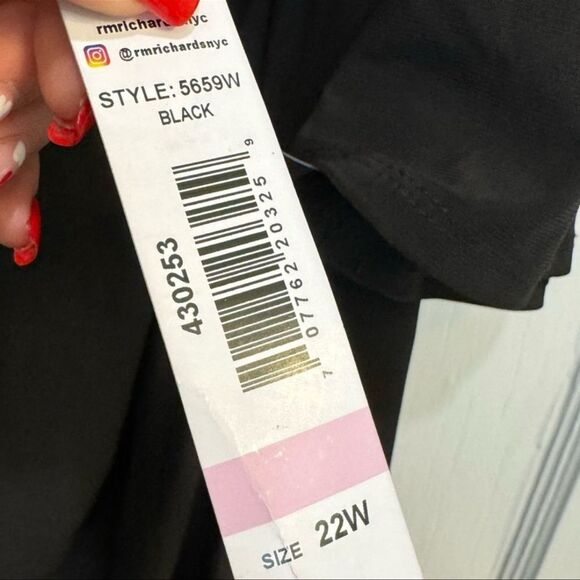 rmrichardsnyc
@rmrichardsnyc
STYLE: 5659W
BLACK
430253
7 07762 20325 9
SIZE 22W